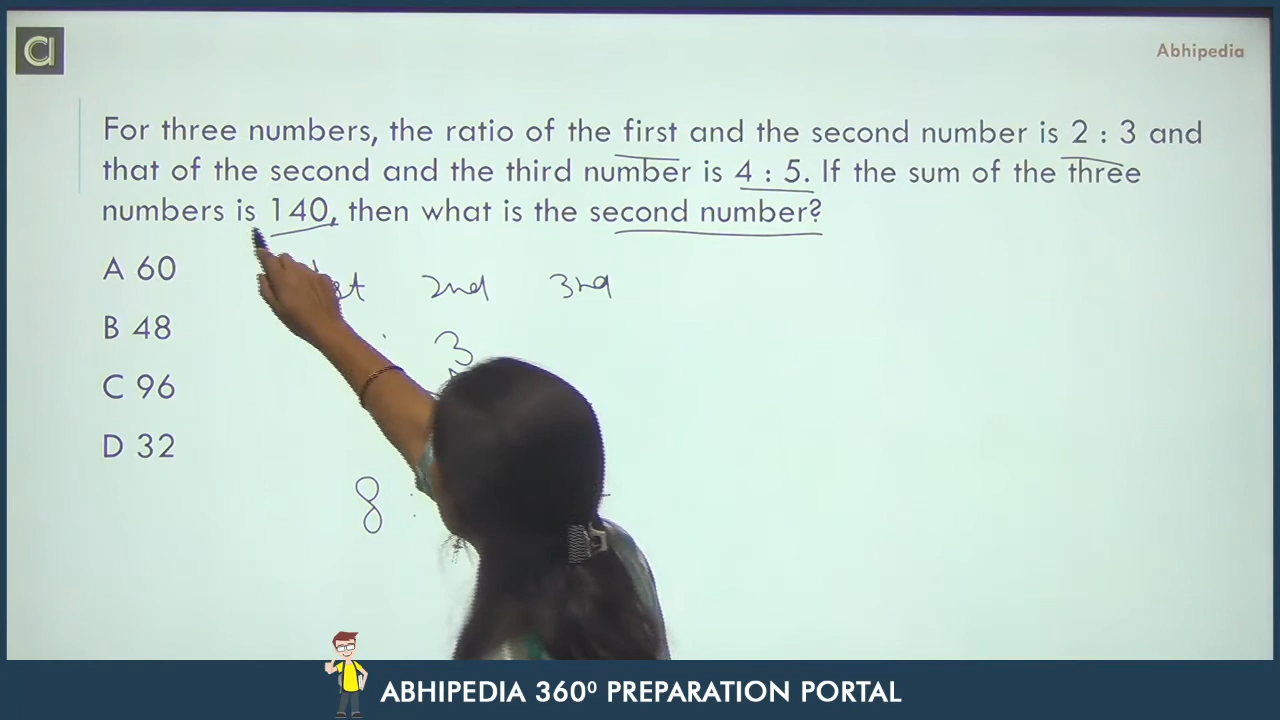 Abhipedia
For three numbers, the ratio of the first and the second number is 2 : 3 and
that of the second and the third number is 4 : 5. If the sum of the three
numbers is 140, then what is the second number?
A 60
B 48
C 96
D 32
2nd 3rd
: 3
8 :
ABHIPEDIA 360⁰ PREPARATION PORTAL